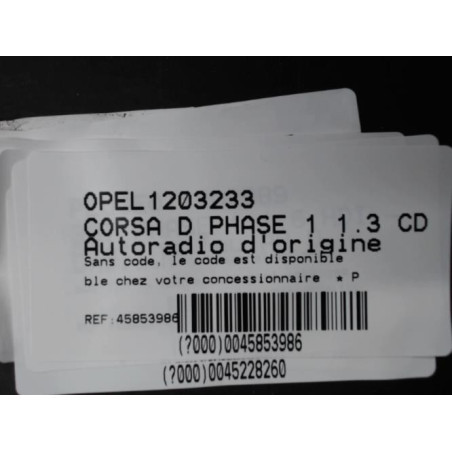 OPEL1203233
CORSA D PHASE 1 1.3 CD
Autoradio d'origine
Sans code, le code est disponible
ble chez votre concessionnaire * P
REF:45853986
(?000)0045853986
(?000)0045228260